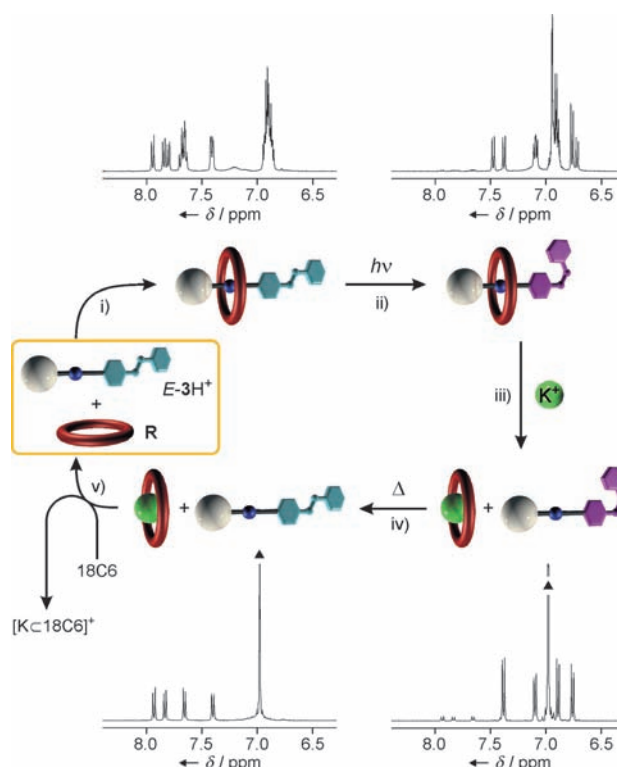 8.0 7.5 7.0 6.5
← δ / ppm
8.0 7.5 7.0 6.5
← δ / ppm
i)
hν
ii)
E-3H⁺
+
R
iii)
K⁺
v)
+
Δ
iv)
+
18C6
[K⊂18C6]⁺
8.0 7.5 7.0 6.5
← δ / ppm
8.0 7.5 7.0 6.5
← δ / ppm